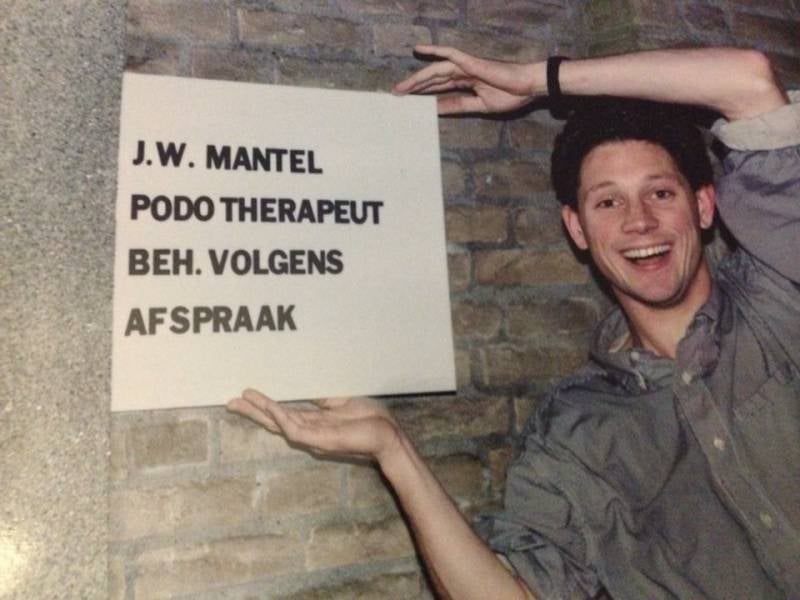 J.W. MANTEL
PODO THERAPEUT
BEH. VOLGENS
AFSPRAAK